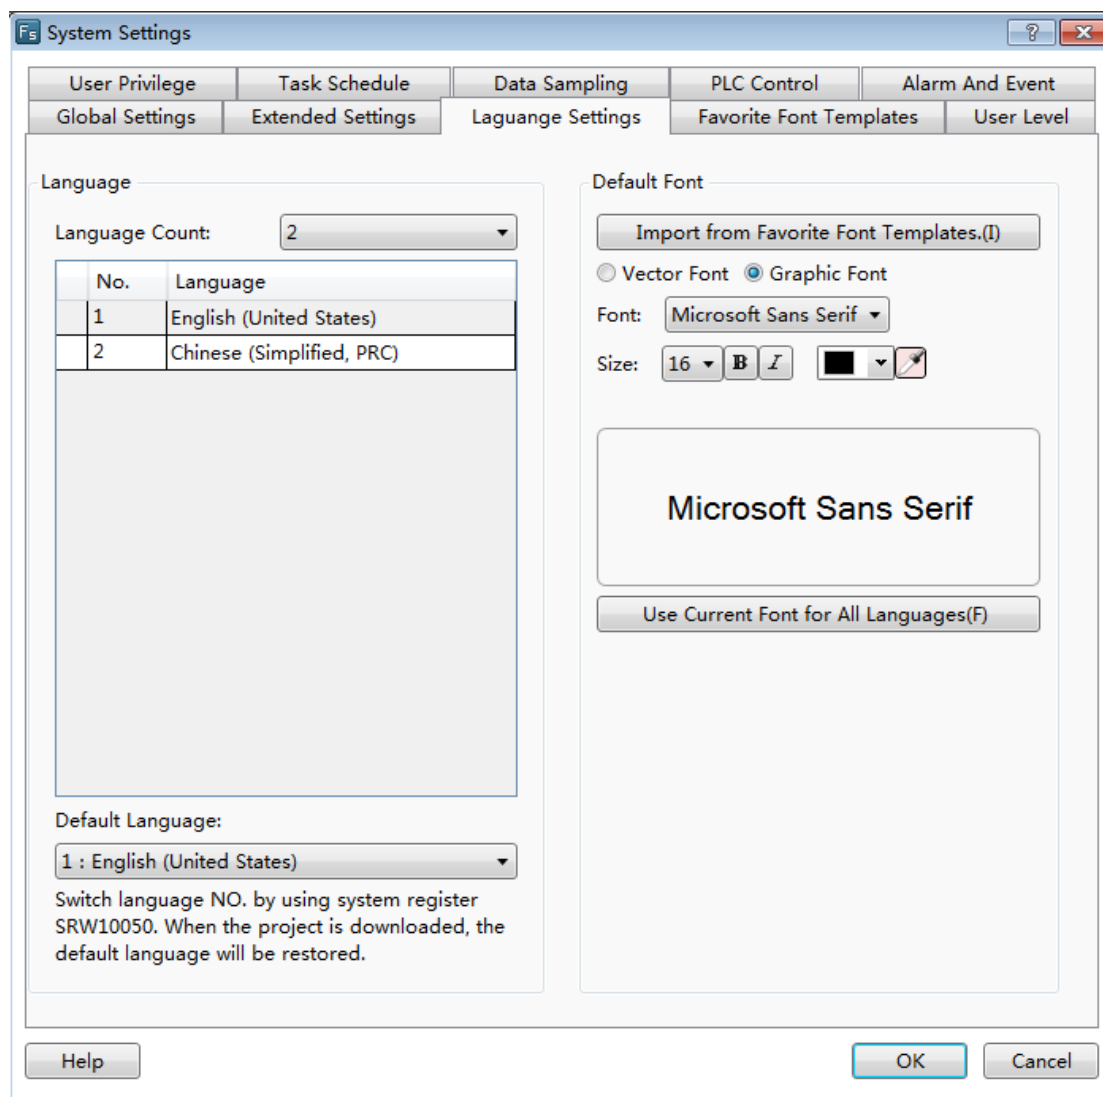 Fs System Settings
User Privilege Task Schedule Data Sampling PLC Control Alarm And Event
Global Settings Extended Settings Laguange Settings Favorite Font Templates User Level
Language
Language Count: 2
No. Language
1 English (United States)
2 Chinese (Simplified, PRC)
Default Language:
1 : English (United States)
Switch language NO. by using system register
SRW10050. When the project is downloaded, the
default language will be restored.
Default Font
Import from Favorite Font Templates.(I)
Vector Font Graphic Font
Font: Microsoft Sans Serif
Size: 16 B I
Microsoft Sans Serif
Use Current Font for All Languages(F)
Help OK Cancel